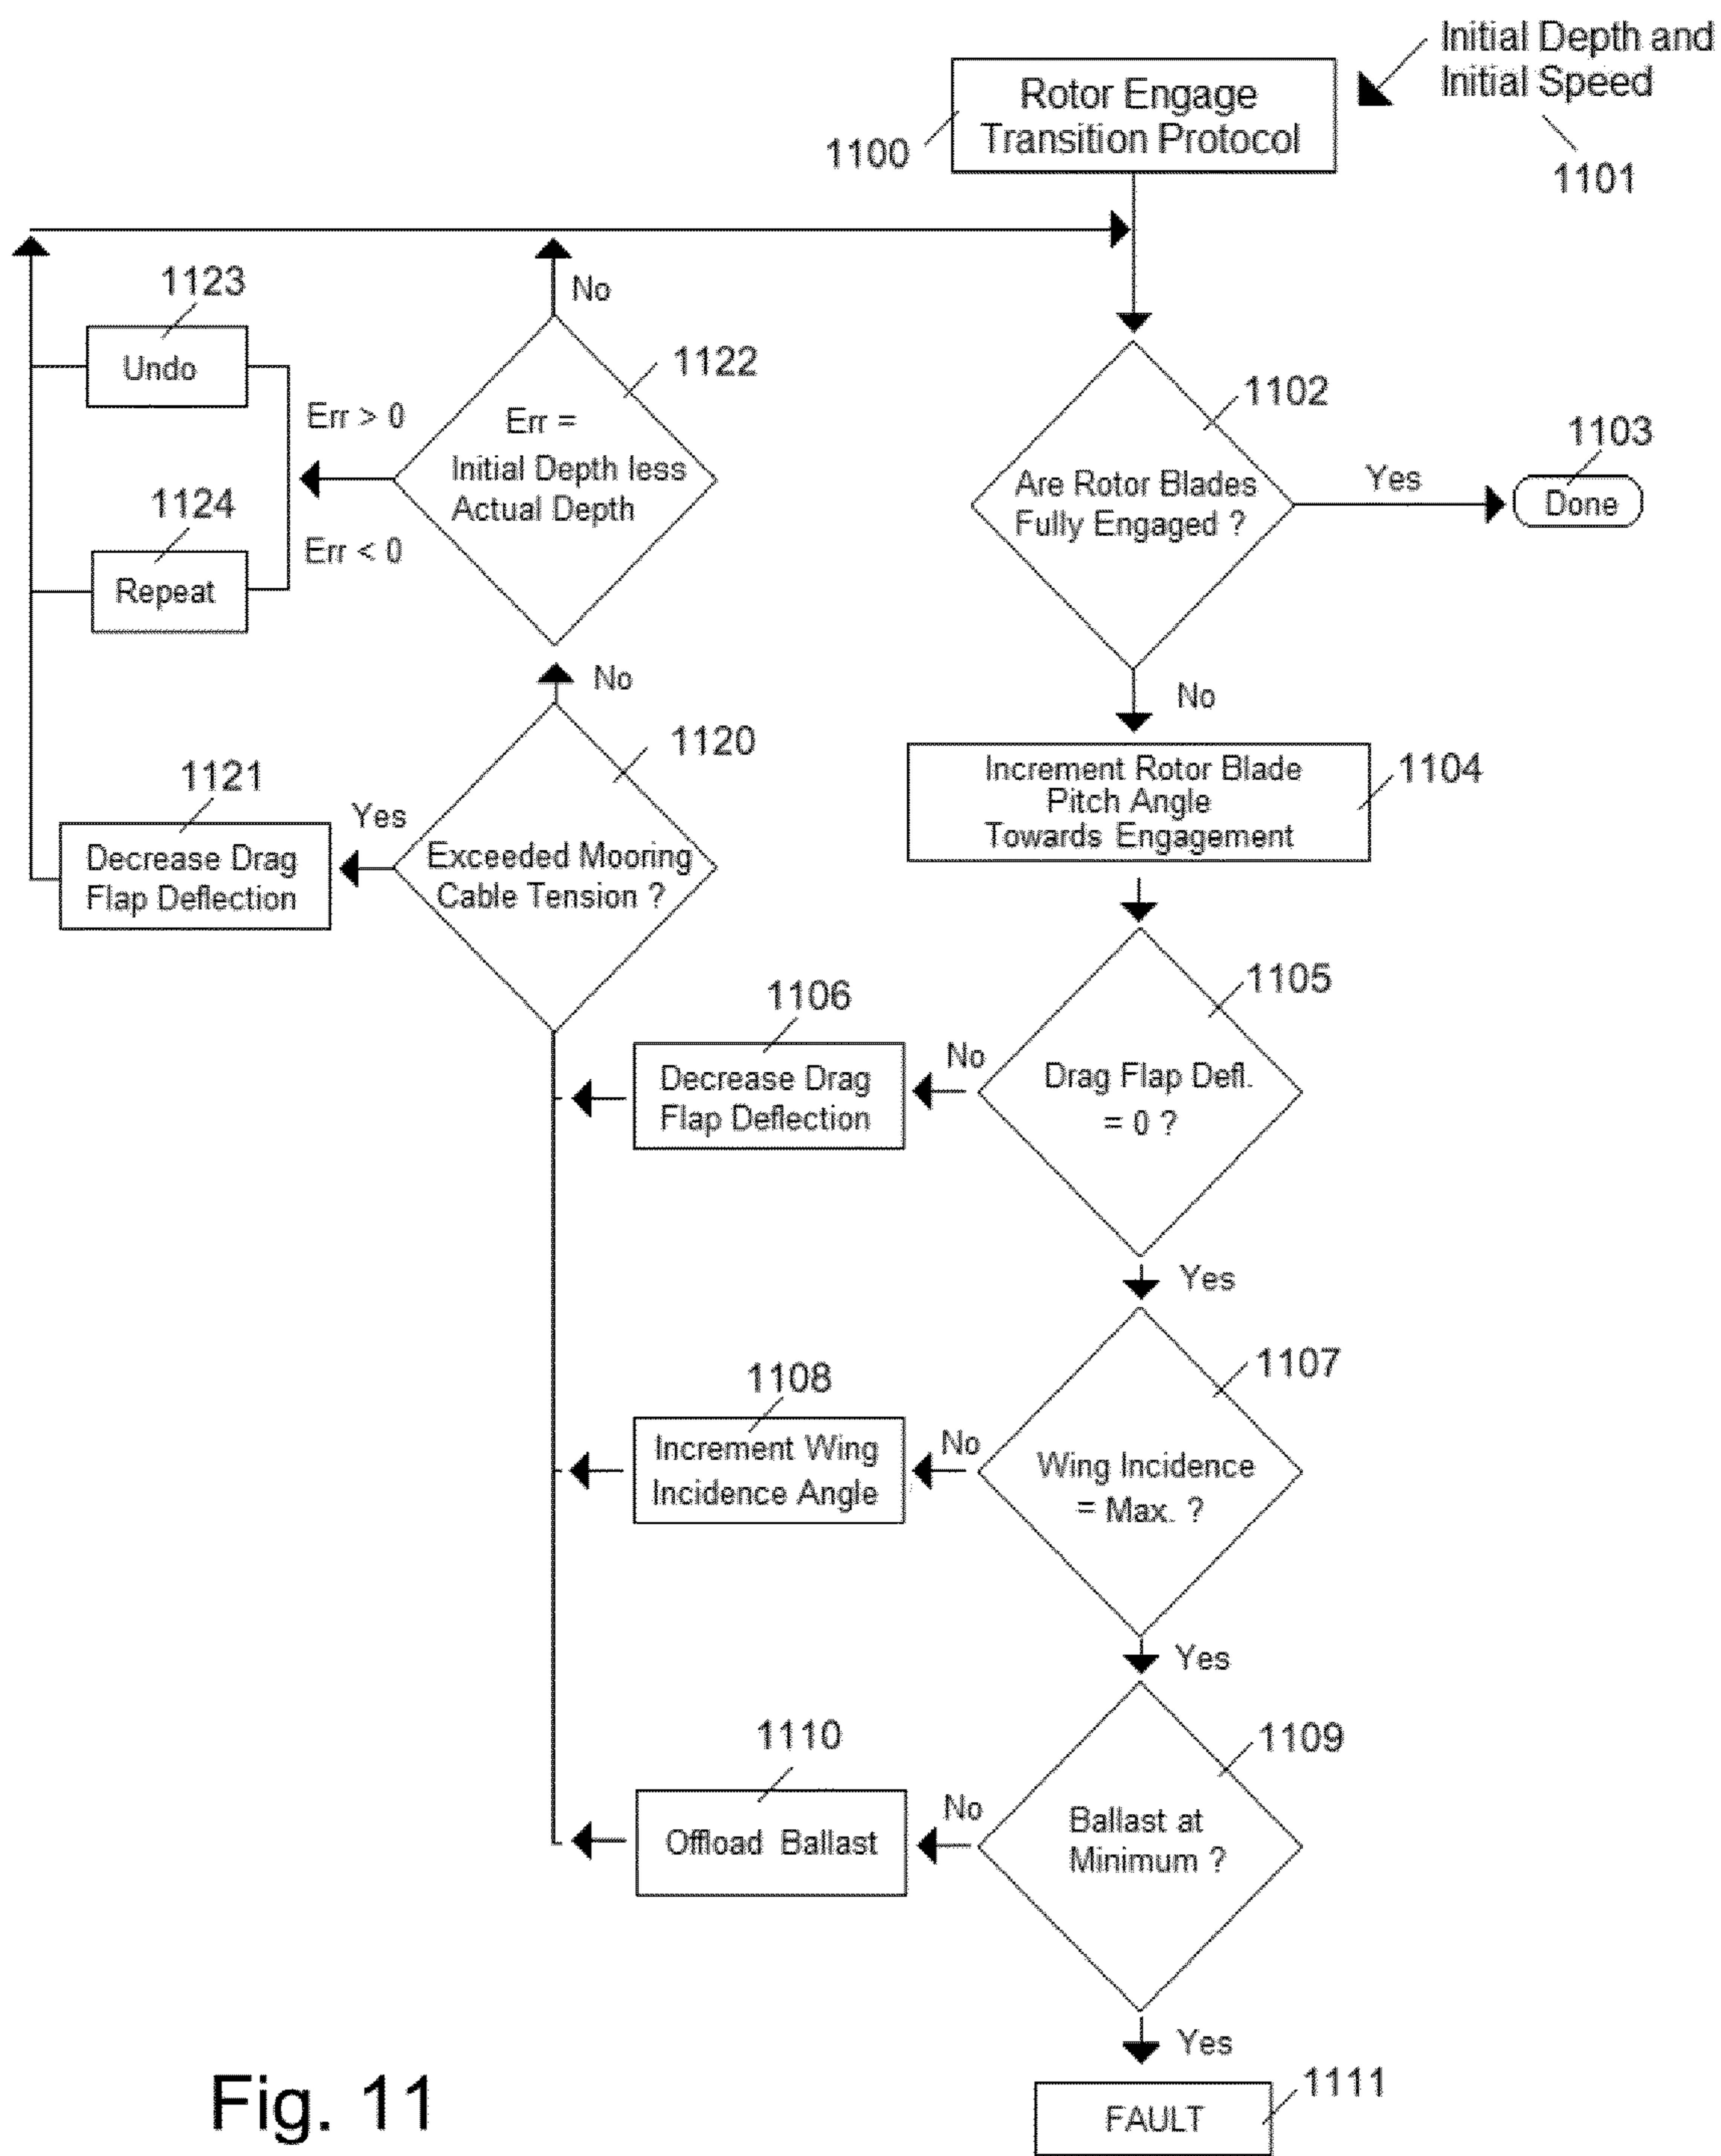 Initial Depth and
Initial Speed
1101
Rotor Engage
Transition Protocol
1100
No
1123
Undo
1122
Err > 0
Err =
Initial Depth less
Actual Depth
1124
Err < 0
Repeat
1102
Are Rotor Blades
Fully Engaged ?
Yes
1103
Done
No
No
1104
Increment Rotor Blade
Pitch Angle
Towards Engagement
1120
Exceeded Mooring
Cable Tension ?
Yes
1121
Decrease Drag
Flap Deflection
1105
Drag Flap Defl.
= 0 ?
No
1106
Decrease Drag
Flap Deflection
Yes
1107
Wing Incidence
= Max. ?
No
1108
Increment Wing
Incidence Angle
Yes
1109
Ballast at
Minimum ?
No
1110
Offload Ballast
Yes
1111
FAULT
Fig. 11